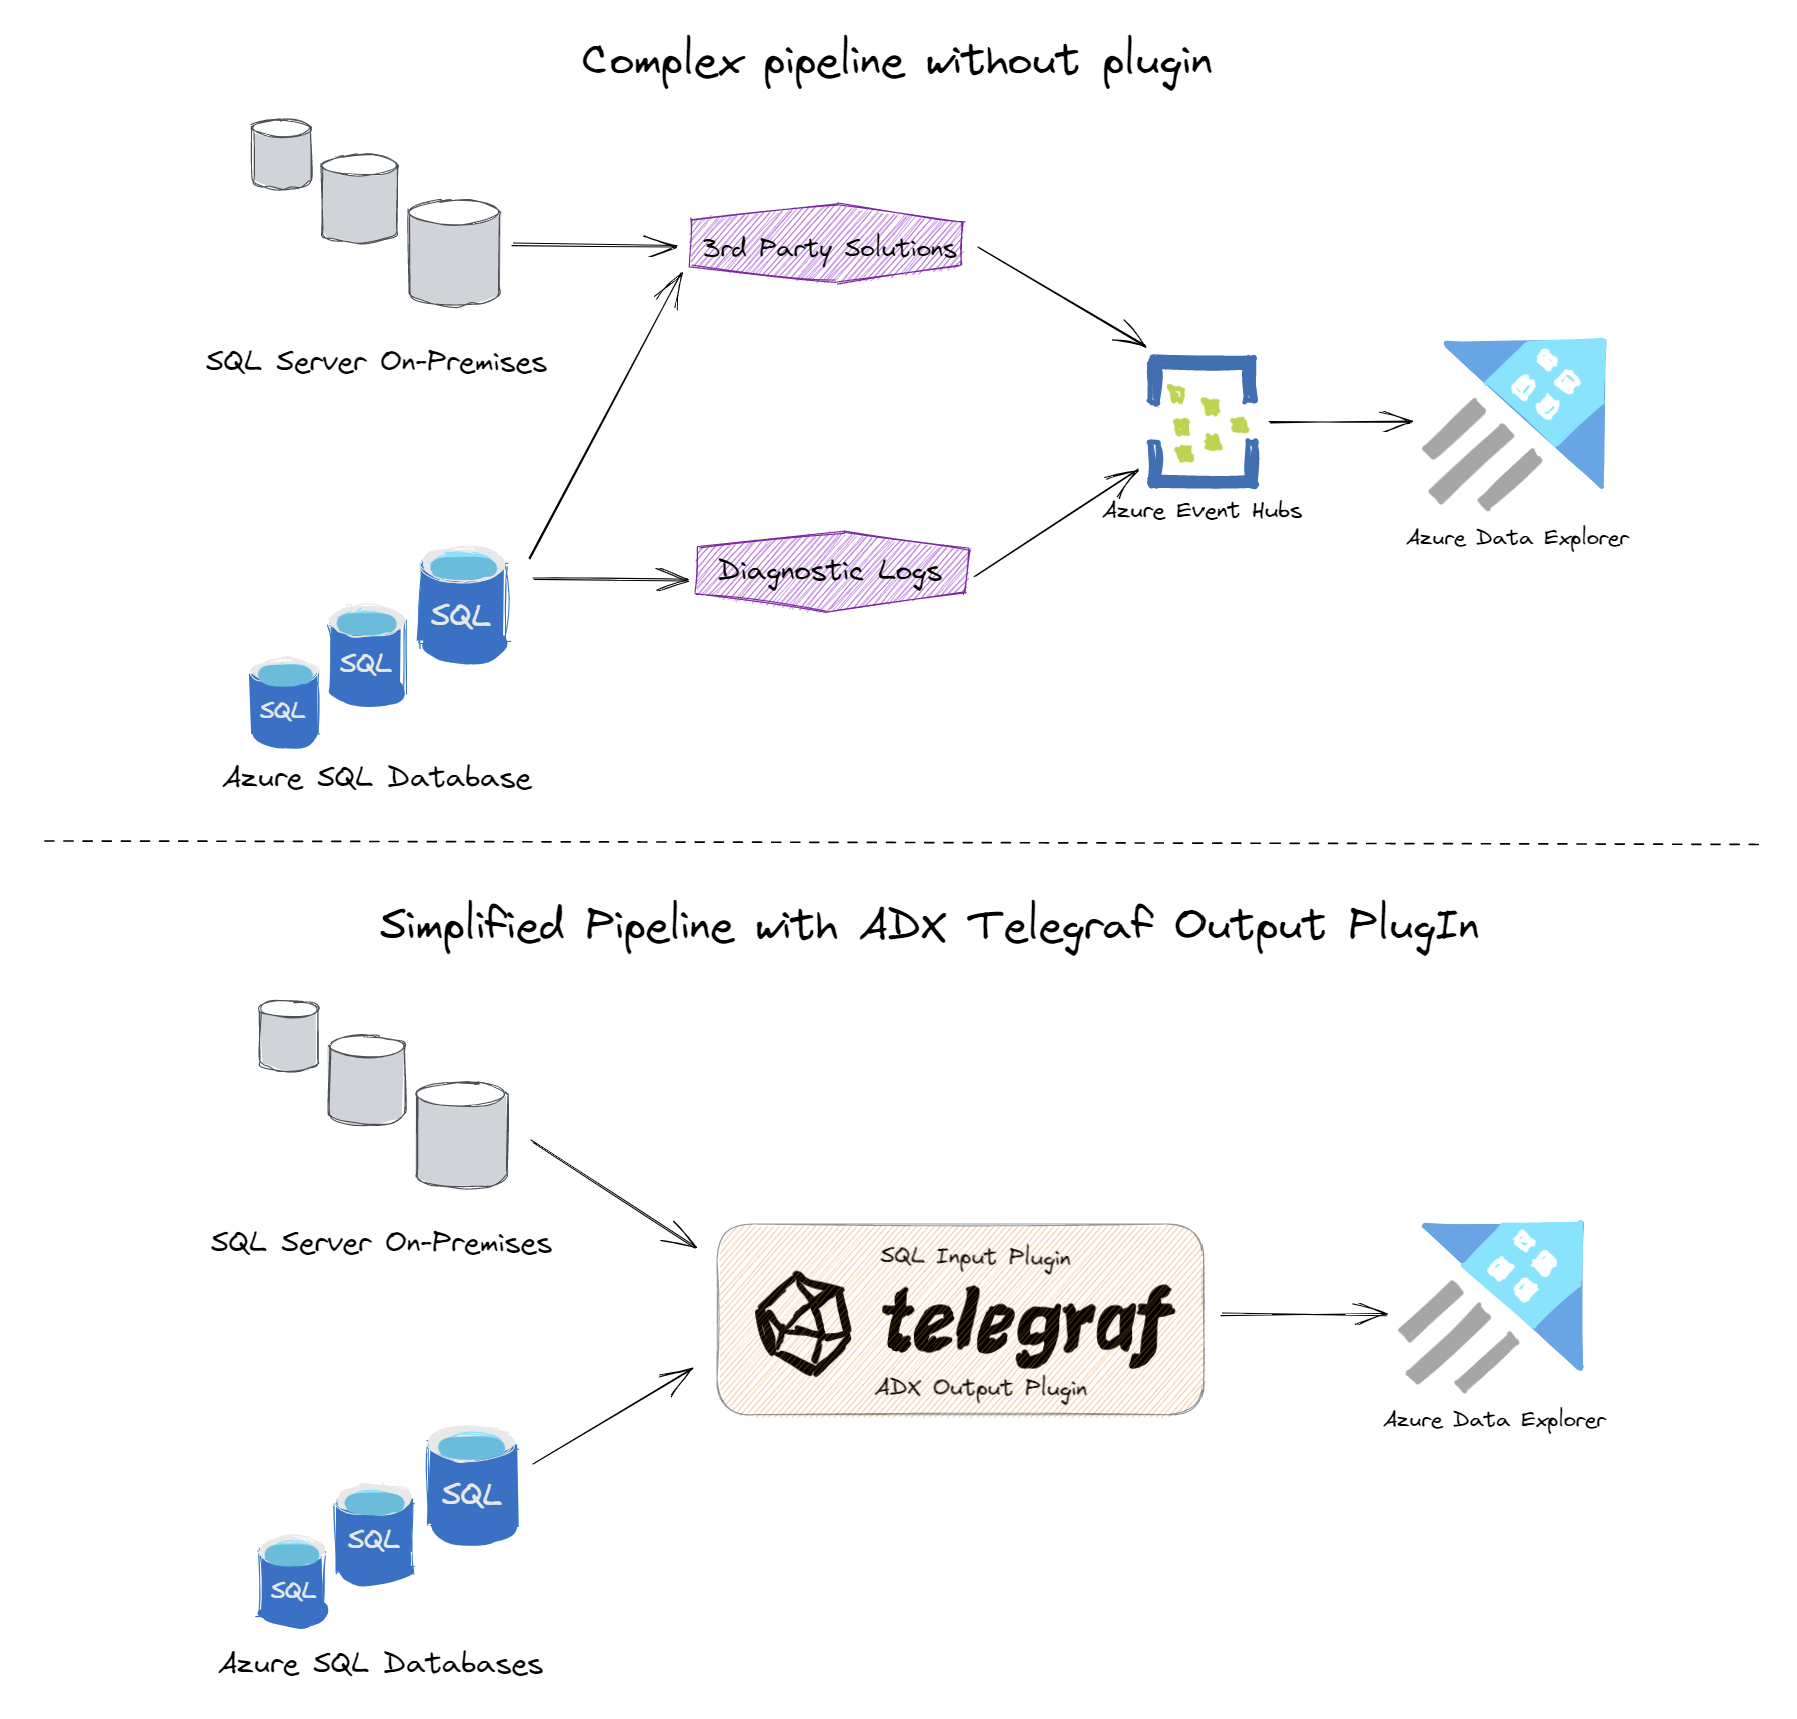 Complex pipeline without plugin
3rd Party Solutions
SQL Server On-Premises
Azure Event Hubs
Azure Data Explorer
Diagnostic Logs
SQL
SQL
SQL
Azure SQL Database
Simplified Pipeline with ADX Telegraf Output PlugIn
SQL Server On-Premises
SQL Input Plugin
telegraf
ADX Output Plugin
Azure Data Explorer
SQL
SQL
SQL
Azure SQL Databases